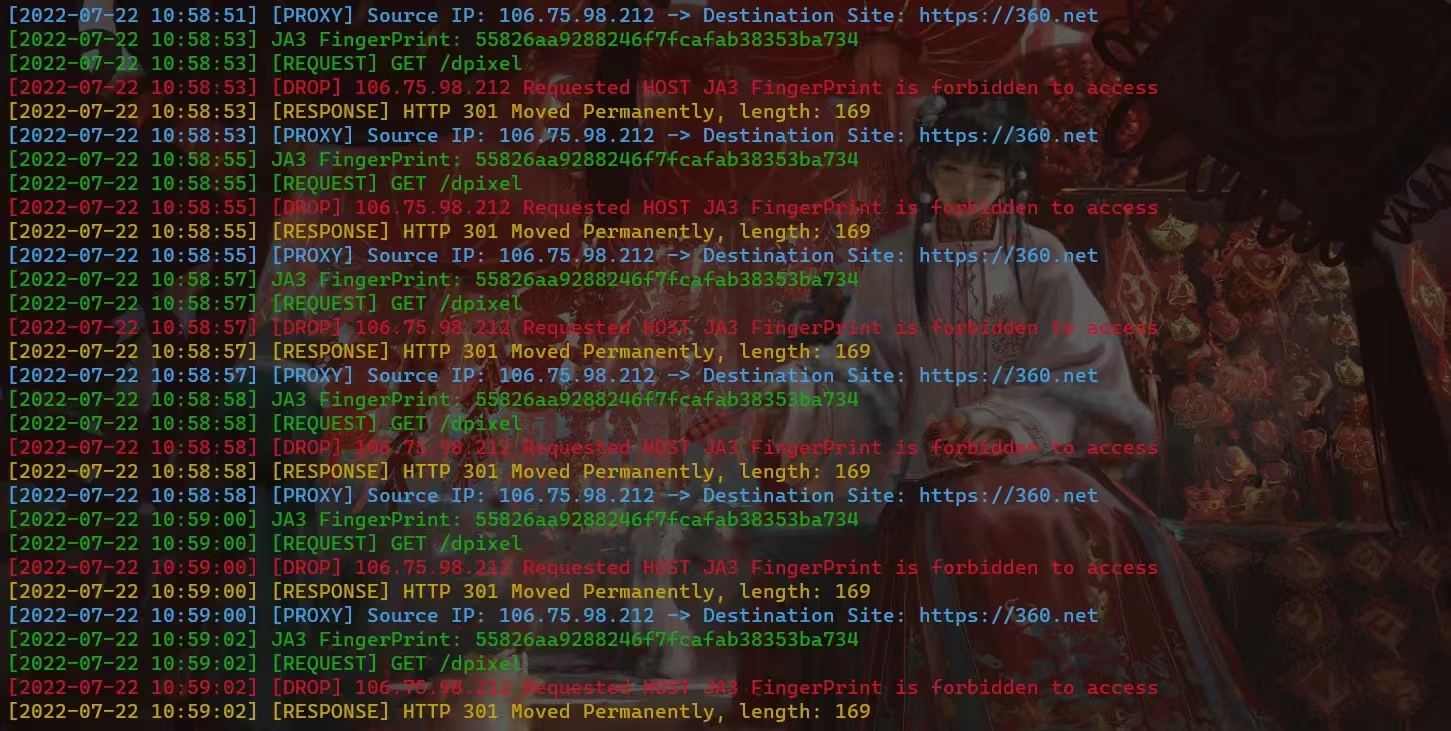 [2022-07-22 10:58:51] [PROXY] Source IP: 106.75.98.212 -> Destination Site: https://360.net
[2022-07-22 10:58:53] JA3 FingerPrint: 55826aa9288246f7fcafab38353ba734
[2022-07-22 10:58:53] [REQUEST] GET /dpixel
[2022-07-22 10:58:53] [DROP] 106.75.98.212 Requested HOST JA3 FingerPrint is forbidden to access
[2022-07-22 10:58:53] [RESPONSE] HTTP 301 Moved Permanently, length: 169
[2022-07-22 10:58:53] [PROXY] Source IP: 106.75.98.212 -> Destination Site: https://360.net
[2022-07-22 10:58:55] JA3 FingerPrint: 55826aa9288246f7fcafab38353ba734
[2022-07-22 10:58:55] [REQUEST] GET /dpixel
[2022-07-22 10:58:55] [DROP] 106.75.98.212 Requested HOST JA3 FingerPrint is forbidden to access
[2022-07-22 10:58:55] [RESPONSE] HTTP 301 Moved Permanently, length: 169
[2022-07-22 10:58:55] [PROXY] Source IP: 106.75.98.212 -> Destination Site: https://360.net
[2022-07-22 10:58:57] JA3 FingerPrint: 55826aa9288246f7fcafab38353ba734
[2022-07-22 10:58:57] [REQUEST] GET /dpixel
[2022-07-22 10:58:57] [DROP] 106.75.98.212 Requested HOST JA3 FingerPrint is forbidden to access
[2022-07-22 10:58:57] [RESPONSE] HTTP 301 Moved Permanently, length: 169
[2022-07-22 10:58:57] [PROXY] Source IP: 106.75.98.212 -> Destination Site: https://360.net
[2022-07-22 10:58:58] JA3 FingerPrint: 55826aa9288246f7fcafab38353ba734
[2022-07-22 10:58:58] [REQUEST] GET /dpixel
[2022-07-22 10:58:58] [DROP] 106.75.98.212 Requested HOST JA3 FingerPrint is forbidden to access
[2022-07-22 10:58:58] [RESPONSE] HTTP 301 Moved Permanently, length: 169
[2022-07-22 10:58:58] [PROXY] Source IP: 106.75.98.212 -> Destination Site: https://360.net
[2022-07-22 10:59:00] JA3 FingerPrint: 55826aa9288246f7fcafab38353ba734
[2022-07-22 10:59:00] [REQUEST] GET /dpixel
[2022-07-22 10:59:00] [DROP] 106.75.98.212 Requested HOST JA3 FingerPrint is forbidden to access
[2022-07-22 10:59:00] [RESPONSE] HTTP 301 Moved Permanently, length: 169
[2022-07-22 10:59:00] [PROXY] Source IP: 106.75.98.212 -> Destination Site: https://360.net
[2022-07-22 10:59:02] JA3 FingerPrint: 55826aa9288246f7fcafab38353ba734
[2022-07-22 10:59:02] [REQUEST] GET /dpixel
[2022-07-22 10:59:02] [DROP] 106.75.98.212 Requested HOST JA3 FingerPrint is forbidden to access
[2022-07-22 10:59:02] [RESPONSE] HTTP 301 Moved Permanently, length: 169